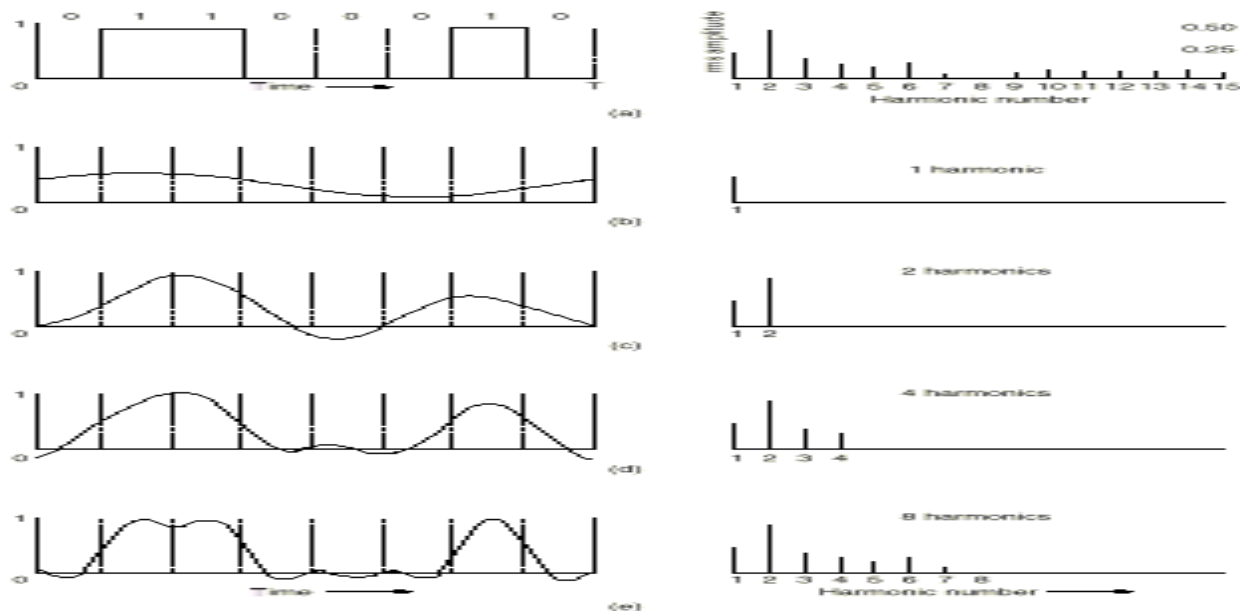 1 0 1 1 0 0 0 1 0
0
Time
T
(a)
rms amplitude
0.50
0.25
1 2 3 4 5 6 7 8 9 10 11 12 13 14 15
Harmonic number
1
0
(b)
1 harmonic
1
1
0
(c)
2 harmonics
1 2
1
0
(d)
4 harmonics
1 2 3 4
1
0
Time
(e)
8 harmonics
1 2 3 4 5 6 7 8
Harmonic number